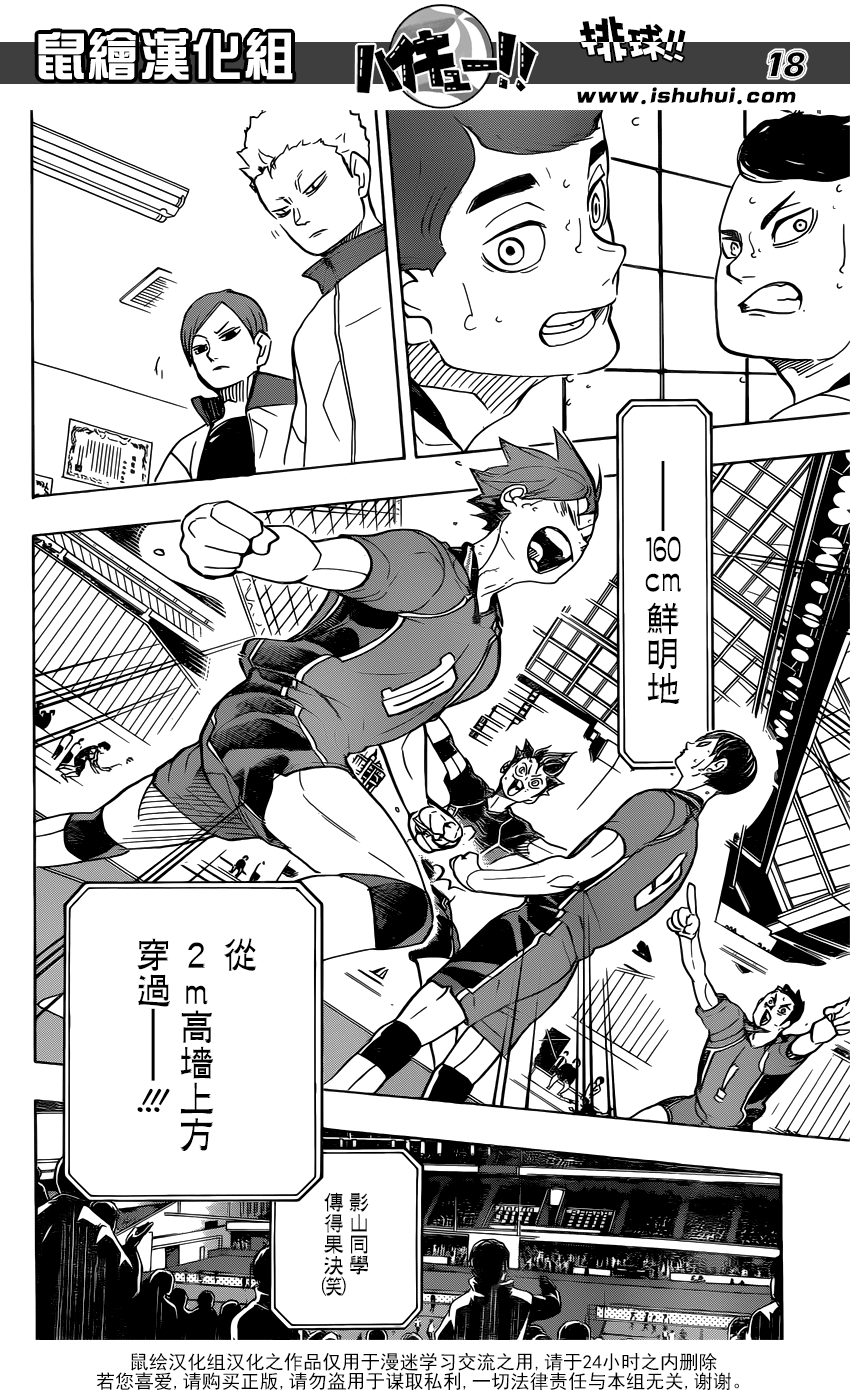 鼠繪漢化組
ハイキュー!!
排球!!
18
www.ishuhui.com
——160cm鮮明地
從
2m高墻上方
穿過——!!!
影山同學
傳得果決
(笑)
鼠绘汉化组汉化之作品仅用于漫迷学习交流之用,请于24小时之内删除
若您喜爱,请购买正版,请勿盗用于谋取私利,一切法律责任与本组无关,谢谢。